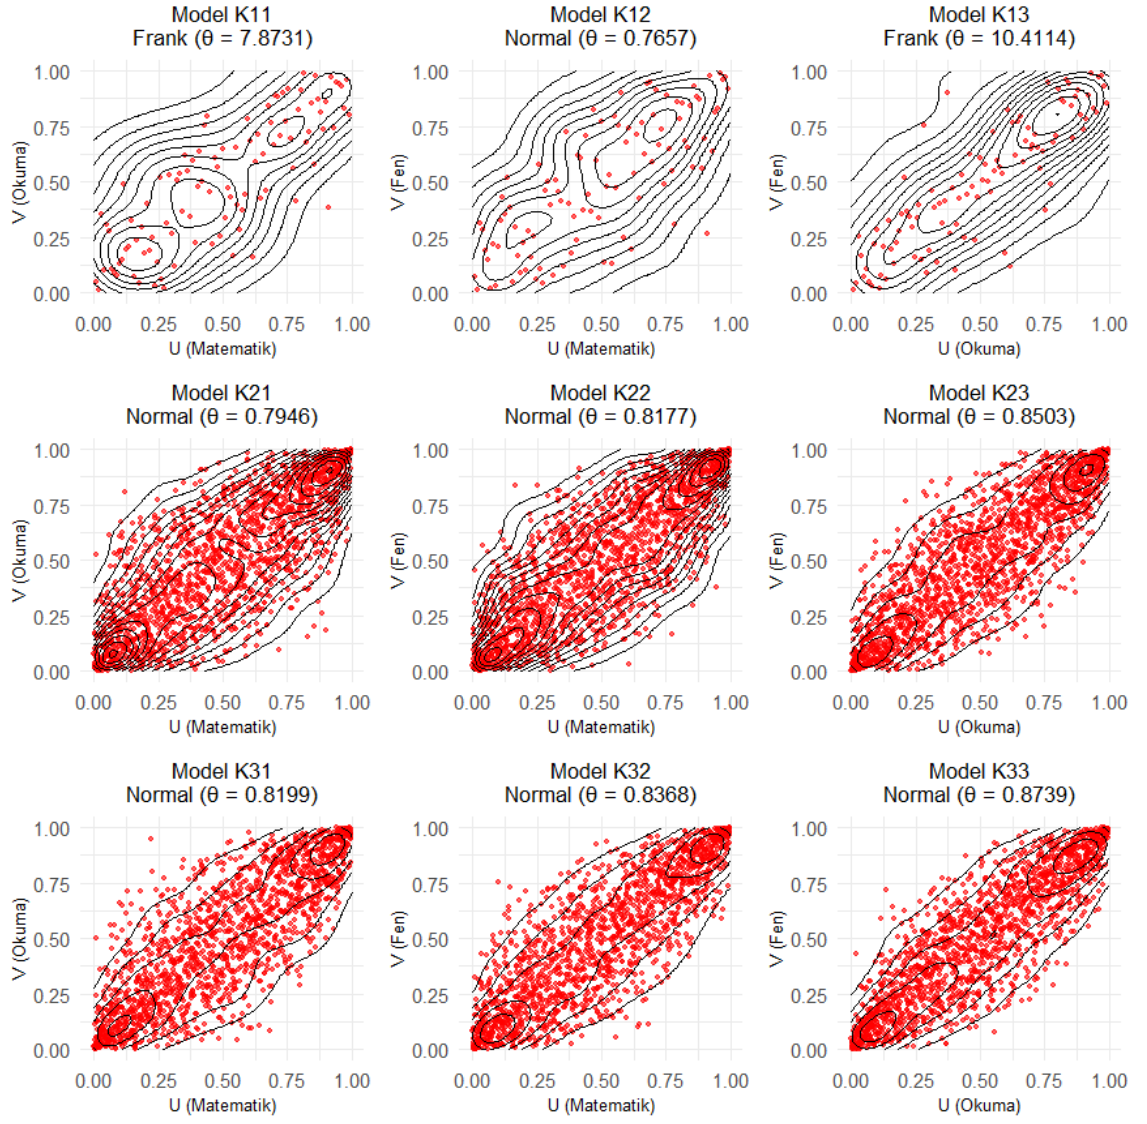 Model K11
Frank (θ = 7.8731)
Model K12
Normal (θ = 0.7657)
Model K13
Frank (θ = 10.4114)
1.00
0.75
0.50
0.25
0.00
V (Okuma)
0.00 0.25 0.50 0.75 1.00
U (Matematik)
1.00
0.75
0.50
0.25
0.00
V (Fen)
0.00 0.25 0.50 0.75 1.00
U (Matematik)
1.00
0.75
0.50
0.25
0.00
V (Fen)
0.00 0.25 0.50 0.75 1.00
U (Okuma)
Model K21
Normal (θ = 0.7946)
Model K22
Normal (θ = 0.8177)
Model K23
Normal (θ = 0.8503)
1.00
0.75
0.50
0.25
0.00
V (Okuma)
0.00 0.25 0.50 0.75 1.00
U (Matematik)
1.00
0.75
0.50
0.25
0.00
V (Fen)
0.00 0.25 0.50 0.75 1.00
U (Matematik)
1.00
0.75
0.50
0.25
0.00
V (Fen)
0.00 0.25 0.50 0.75 1.00
U (Okuma)
Model K31
Normal (θ = 0.8199)
Model K32
Normal (θ = 0.8368)
Model K33
Normal (θ = 0.8739)
1.00
0.75
0.50
0.25
0.00
V (Okuma)
0.00 0.25 0.50 0.75 1.00
U (Matematik)
1.00
0.75
0.50
0.25
0.00
V (Fen)
0.00 0.25 0.50 0.75 1.00
U (Matematik)
1.00
0.75
0.50
0.25
0.00
V (Fen)
0.00 0.25 0.50 0.75 1.00
U (Okuma)